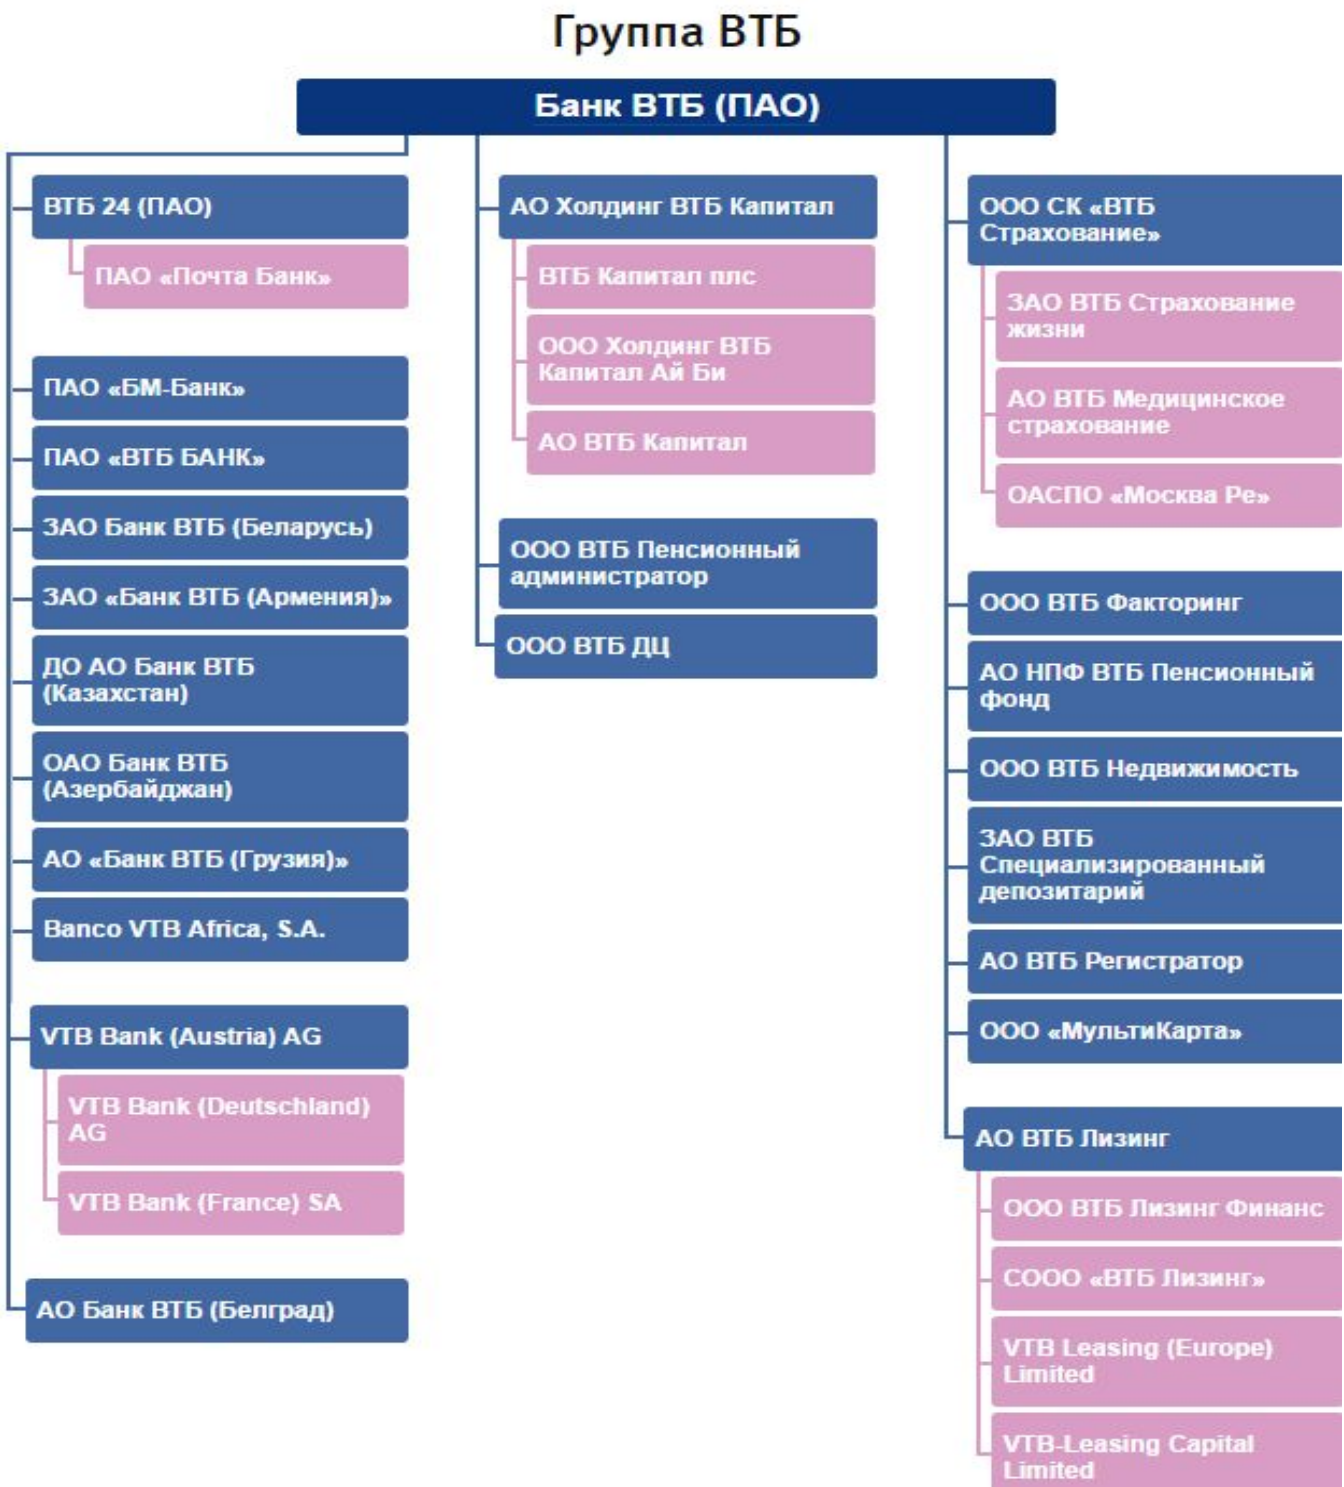 Группа ВТБ
Банк ВТБ (ПАО)
ВТБ 24 (ПАО)
ПАО «Почта Банк»
ПАО «БМ-Банк»
ПАО «ВТБ БАНК»
ЗАО Банк ВТБ (Беларусь)
ЗАО «Банк ВТБ (Армения)»
ДО АО Банк ВТБ
(Казахстан)
ОАО Банк ВТБ
(Азербайджан)
АО «Банк ВТБ (Грузия)»
Banco VTB Africa, S.A.
VTB Bank (Austria) AG
VTB Bank (Deutschland)
AG
VTB Bank (France) SA
АО Банк ВТБ (Белград)
АО Холдинг ВТБ Капитал
ВТБ Капитал плс
ООО Холдинг ВТБ
Капитал Ай Би
АО ВТБ Капитал
ООО ВТБ Пенсионный
администратор
ООО ВТБ ДЦ
ООО СК «ВТБ
Страхование»
ЗАО ВТБ Страхование
жизни
АО ВТБ Медицинское
страхование
ОАСПО «Москва Ре»
ООО ВТБ Факторинг
АО НПФ ВТБ Пенсионный
фонд
ООО ВТБ Недвижимость
ЗАО ВТБ
Специализированный
депозитарий
АО ВТБ Регистратор
ООО «МультиКарта»
АО ВТБ Лизинг
ООО ВТБ Лизинг Финанс
СООО «ВТБ Лизинг»
VTB Leasing (Europe)
Limited
VTB-Leasing Capital
Limited